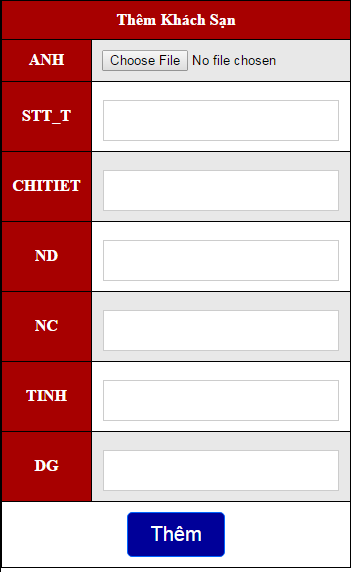 Thêm Khách Sạn
ANH Choose File No file chosen
STT_T
CHITIET
ND
NC
TINH
DG
Thêm